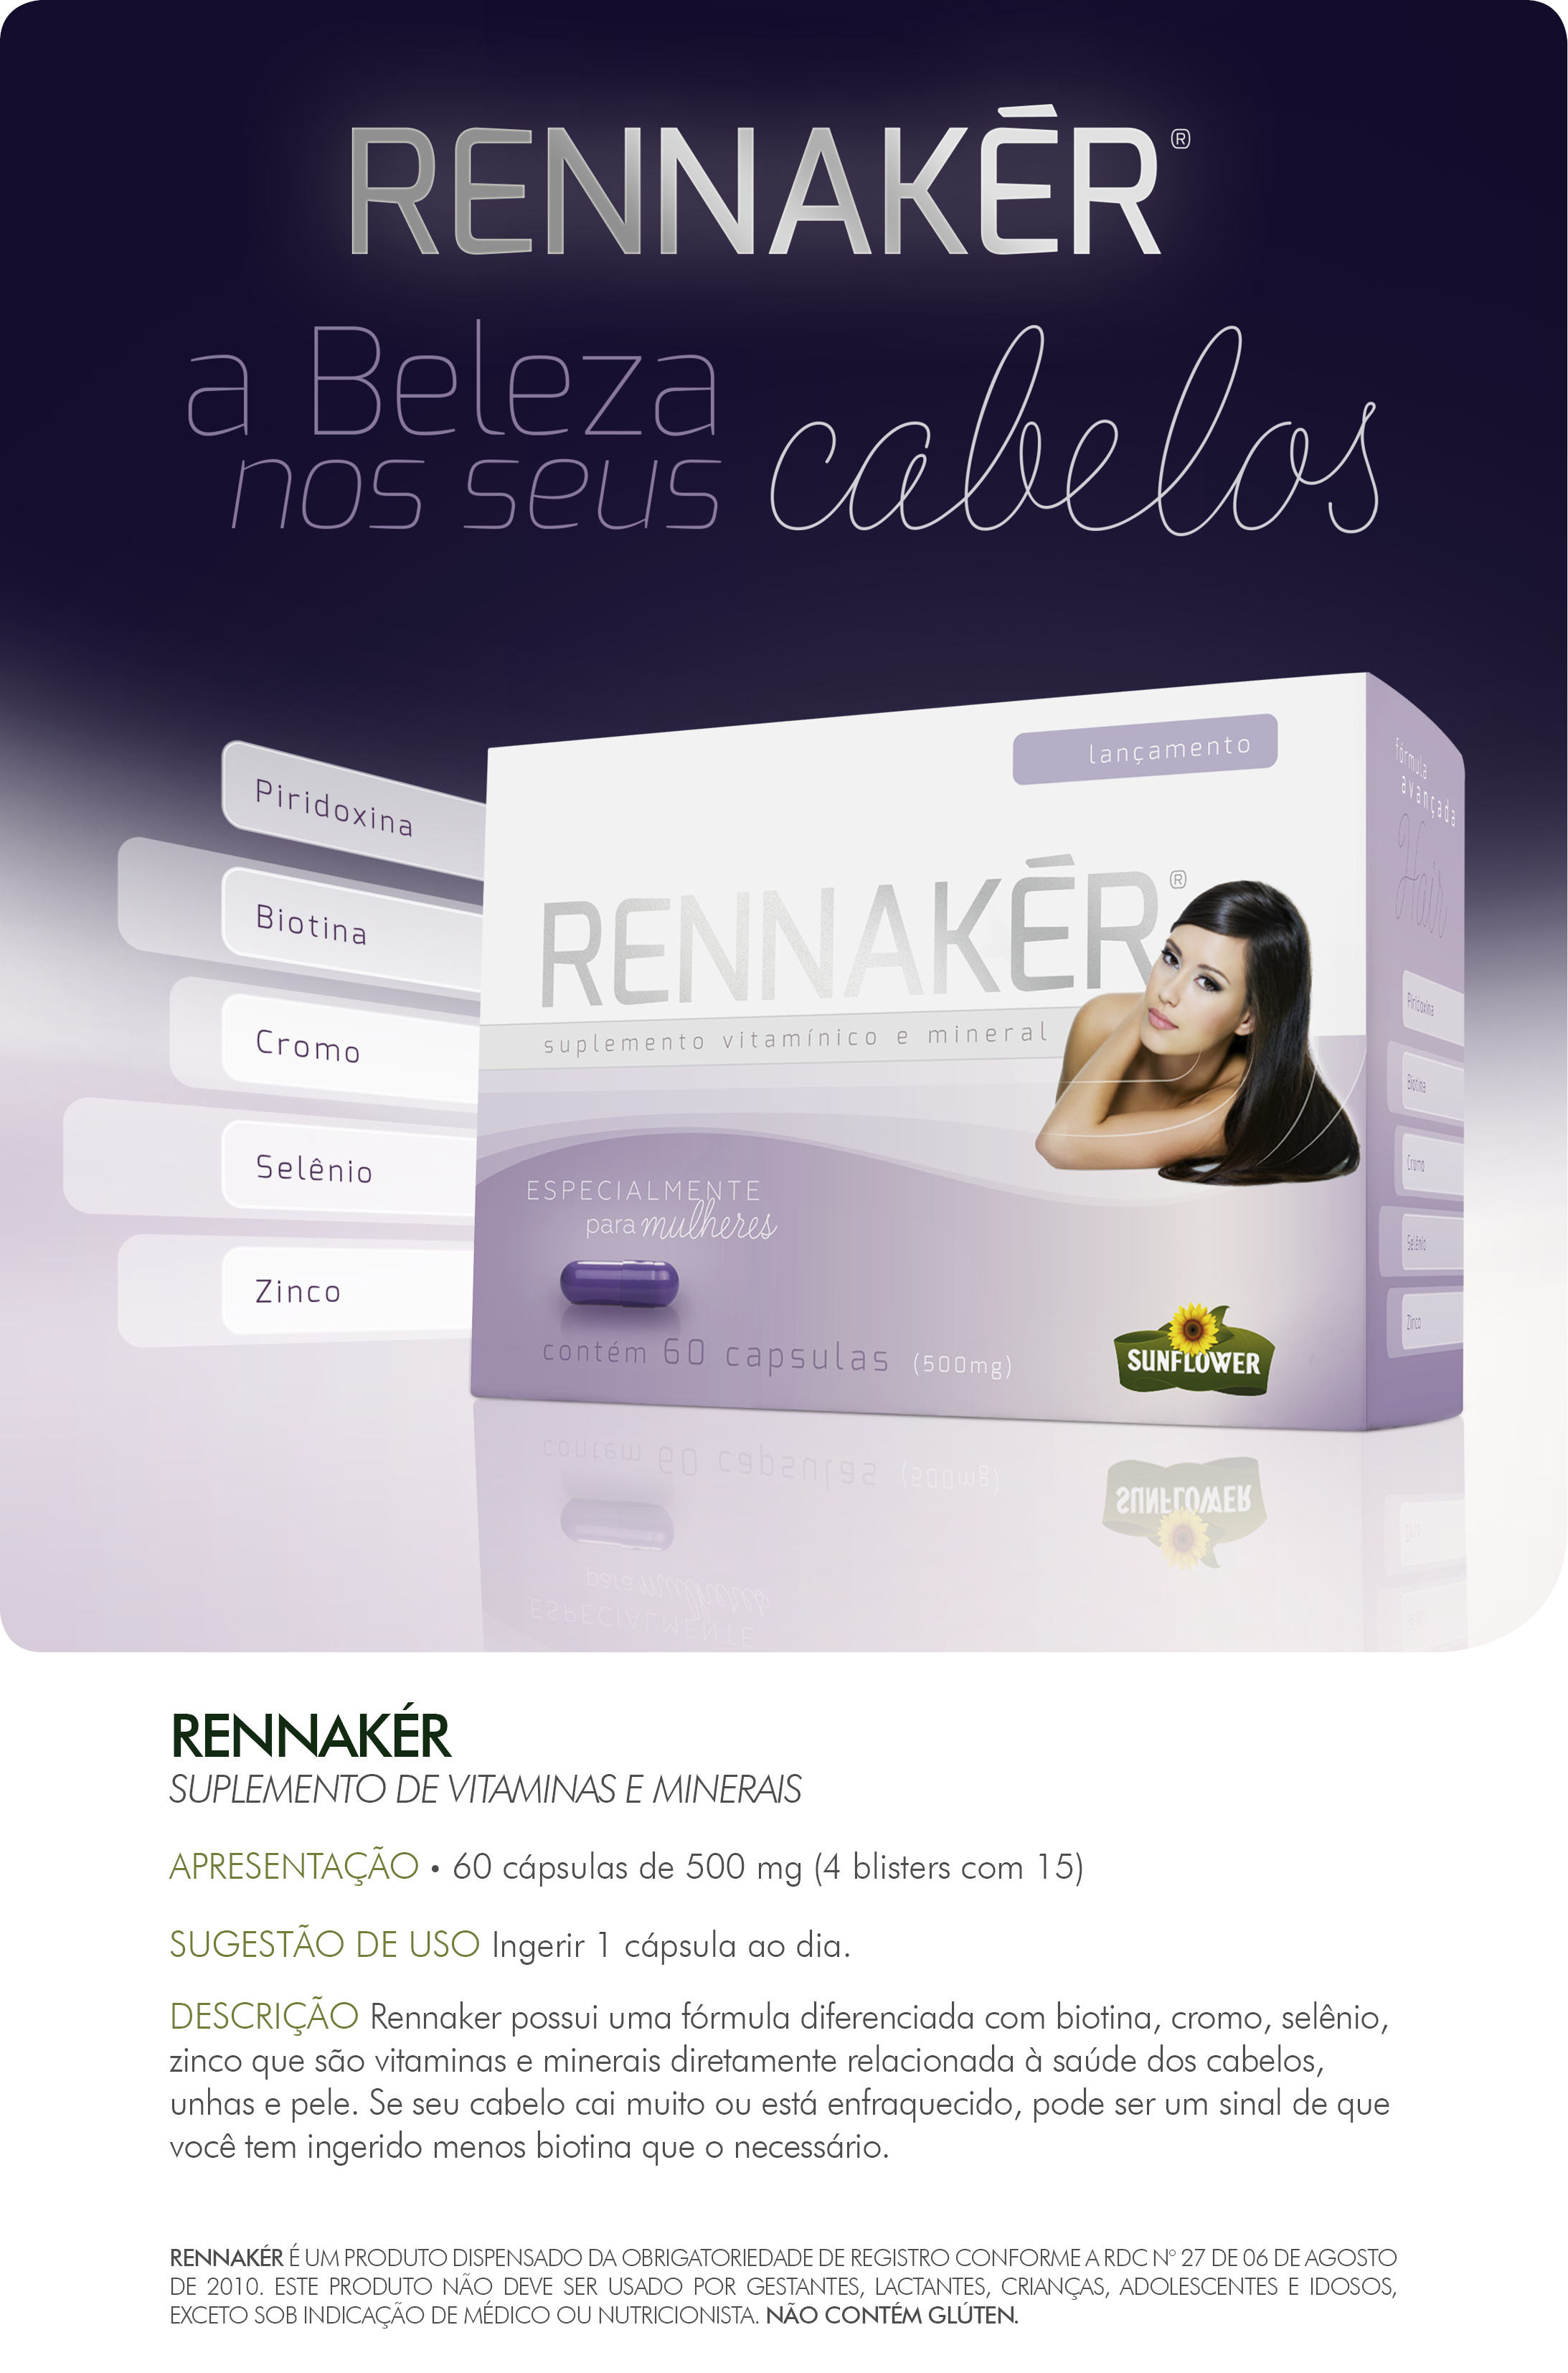 RENNAKÉR®
a Beleza
nos seus cabelos
Piridoxina
Biotina
Cromo
Selênio
Zinco
lançamento
RENNAKÉR®
suplemento vitamínico e mineral
ESPECIALMENTE
para mulheres
contém 60 capsulas (500mg)
SUNFLOWER
fórmula
avançada
Hair
Piridoxina
Biotina
Cromo
Selênio
Zinco
RENNAKÉR
SUPLEMENTO DE VITAMINAS E MINERAIS
APRESENTAÇÃO • 60 cápsulas de 500 mg (4 blisters com 15)
SUGESTÃO DE USO Ingerir 1 cápsula ao dia.
DESCRIÇÃO Rennaker possui uma fórmula diferenciada com biotina, cromo, selênio,
zinco que são vitaminas e minerais diretamente relacionada à saúde dos cabelos,
unhas e pele. Se seu cabelo cai muito ou está enfraquecido, pode ser um sinal de que
você tem ingerido menos biotina que o necessário.
RENNAKÉR É UM PRODUTO DISPENSADO DA OBRIGATORIEDADE DE REGISTRO CONFORME A RDC Nº 27 DE 06 DE AGOSTO
DE 2010. ESTE PRODUTO NÃO DEVE SER USADO POR GESTANTES, LACTANTES, CRIANÇAS, ADOLESCENTES E IDOSOS,
EXCETO SOB INDICAÇÃO DE MÉDICO OU NUTRICIONISTA. NÃO CONTÉM GLÚTEN.